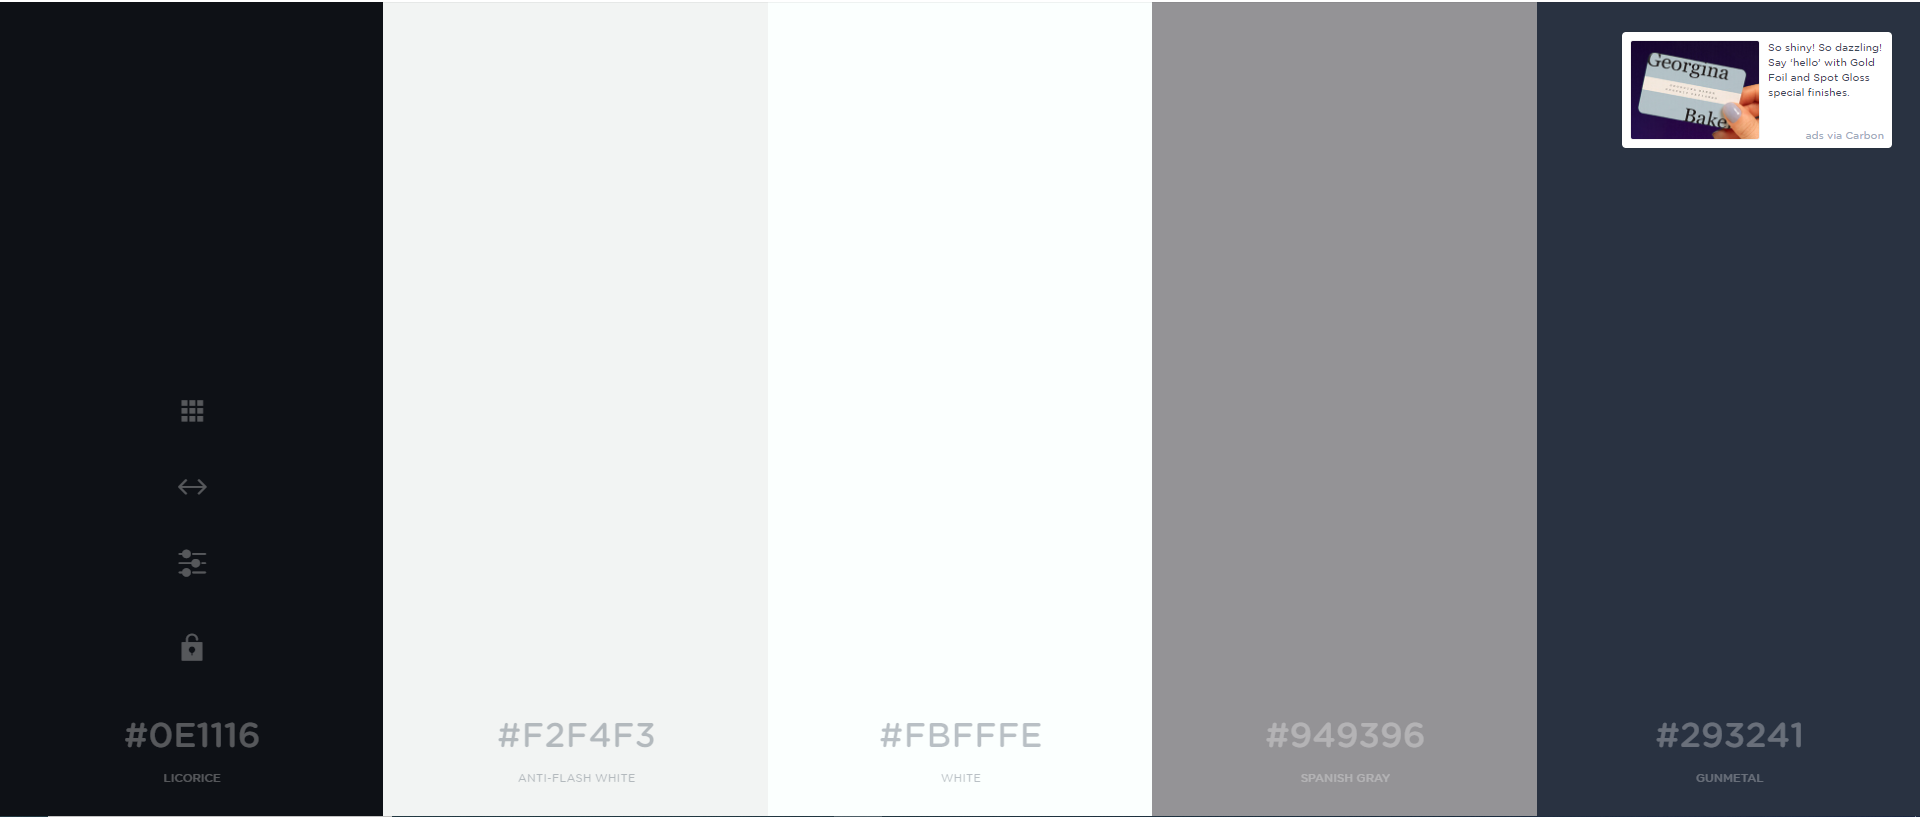 So shiny! So dazzling!
Say 'hello' with Gold
Foil and Spot Gloss
special finishes.
ads via Carbon
Georgina
Bake
#0E1116
LICORICE
#F2F4F3
ANTI-FLASH WHITE
#FBFFFE
WHITE
#949396
SPANISH GRAY
#293241
GUNMETAL